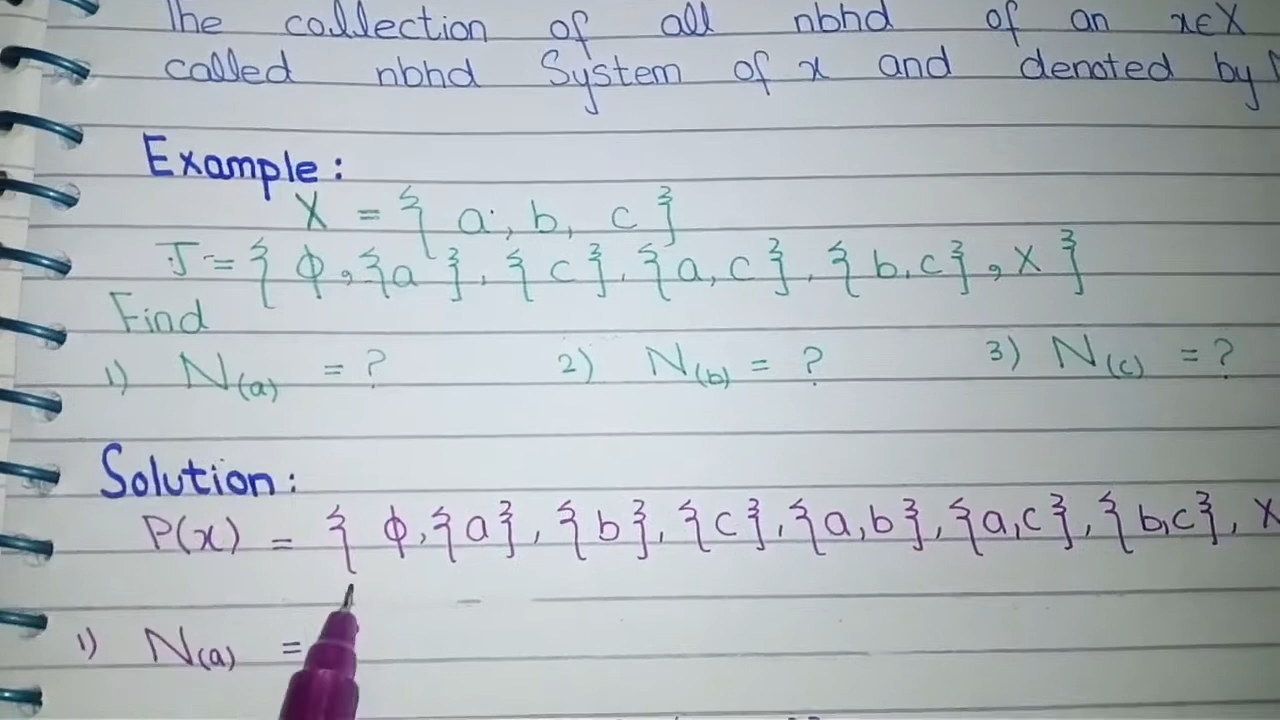 The collection of all nbhd of an x∈X
called nbhd System of x and denoted by
Example:
X = { a, b, c }
J = { ϕ, {a}, {c}, {a, c}, {b, c}, X }
Find
1) N(a) = ? 2) N(b) = ? 3) N(c) = ?
Solution:
P(x) = { ϕ, {a}, {b}, {c}, {a, b}, {a, c}, {b, c}, X
1) N(a) =